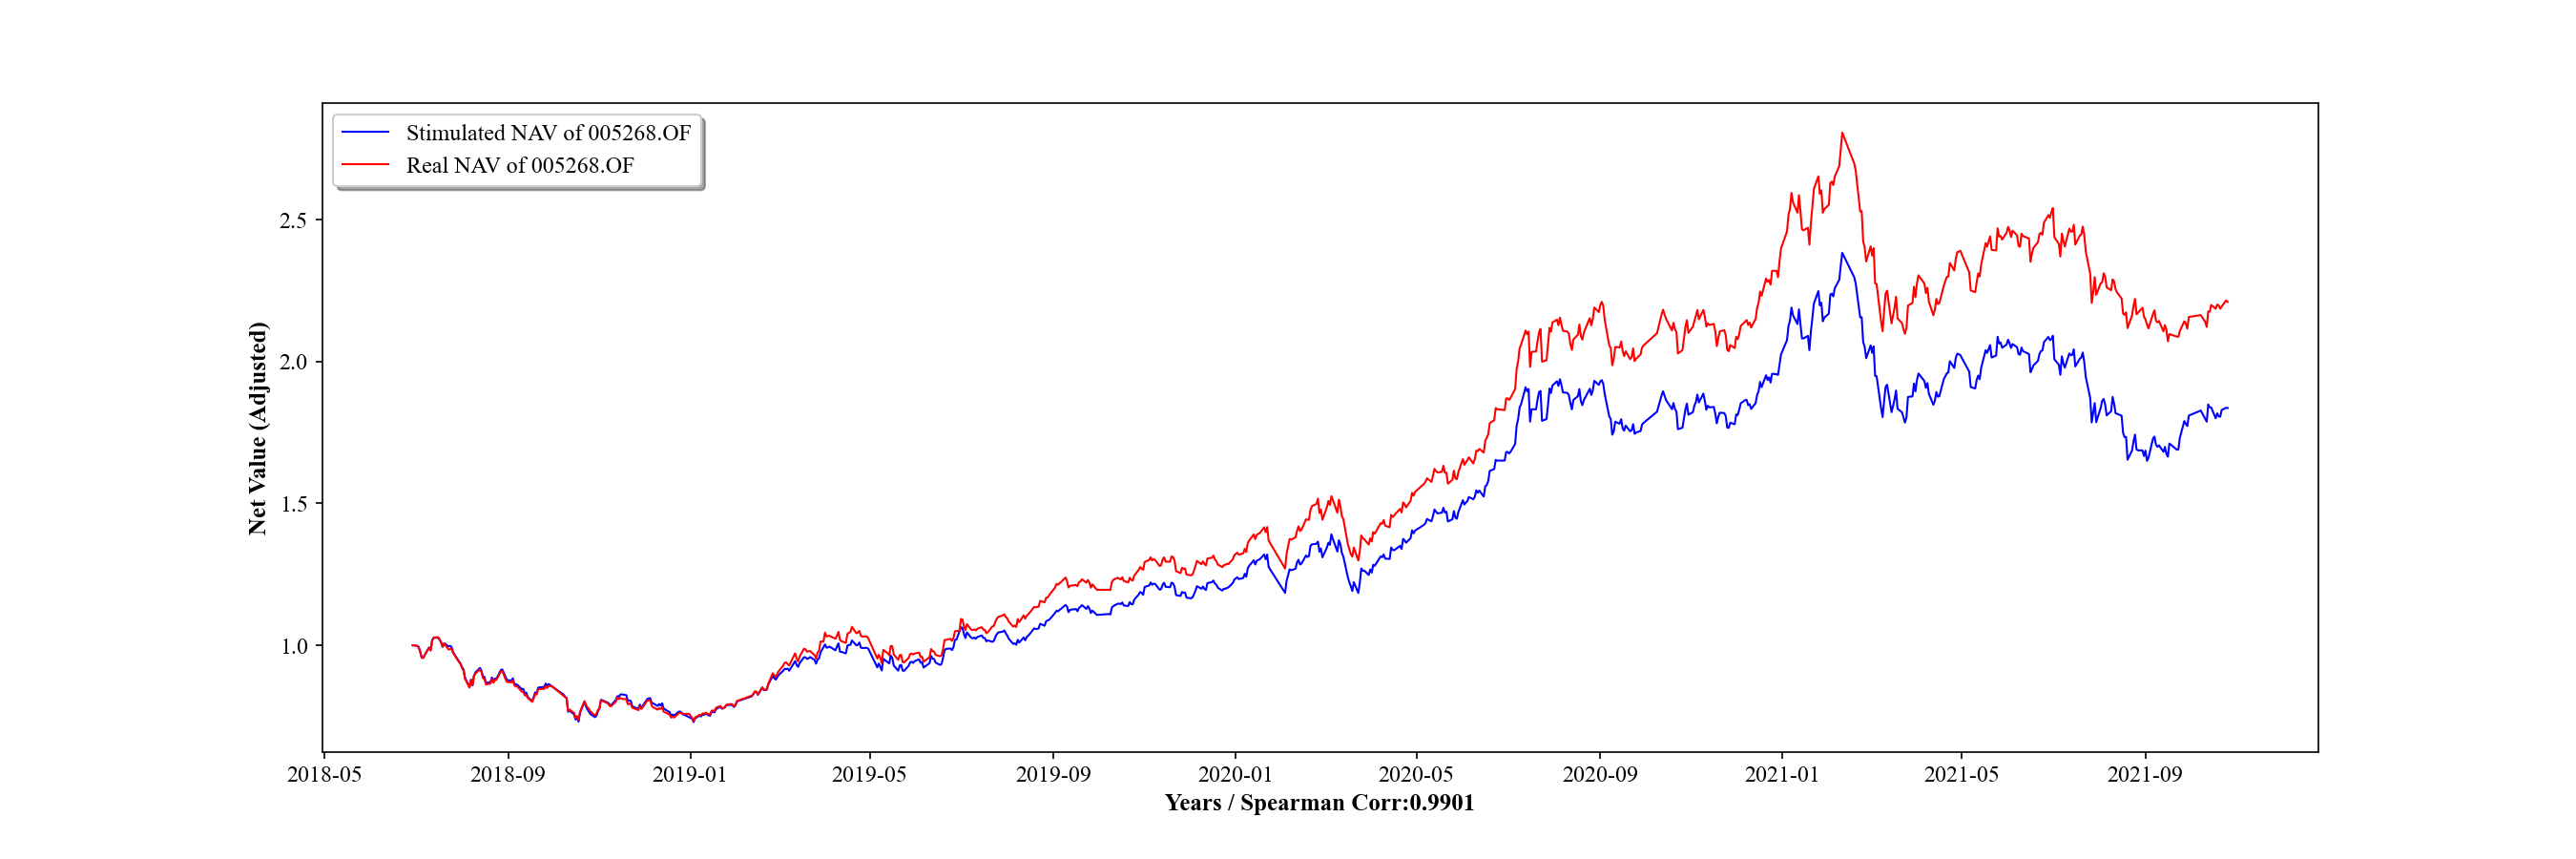 Stimulated NAV of 005268.OF
Real NAV of 005268.OF
Net Value (Adjusted)
2.5
2.0
1.5
1.0
2018-05 2018-09 2019-01 2019-05 2019-09 2020-01 2020-05 2020-09 2021-01 2021-05 2021-09
Years / Spearman Corr:0.9901